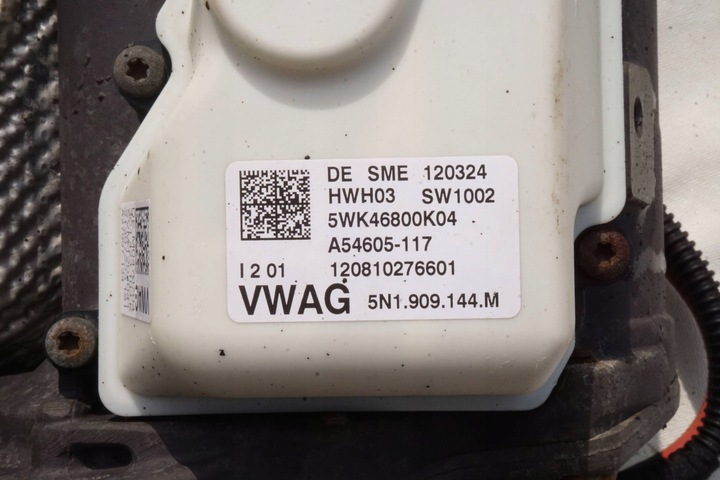 DE SME 120324
HWH03 SW1002
5WK46800K04
A54605-117
I 2 01 120810276601
VWAG 5N1.909.144.M